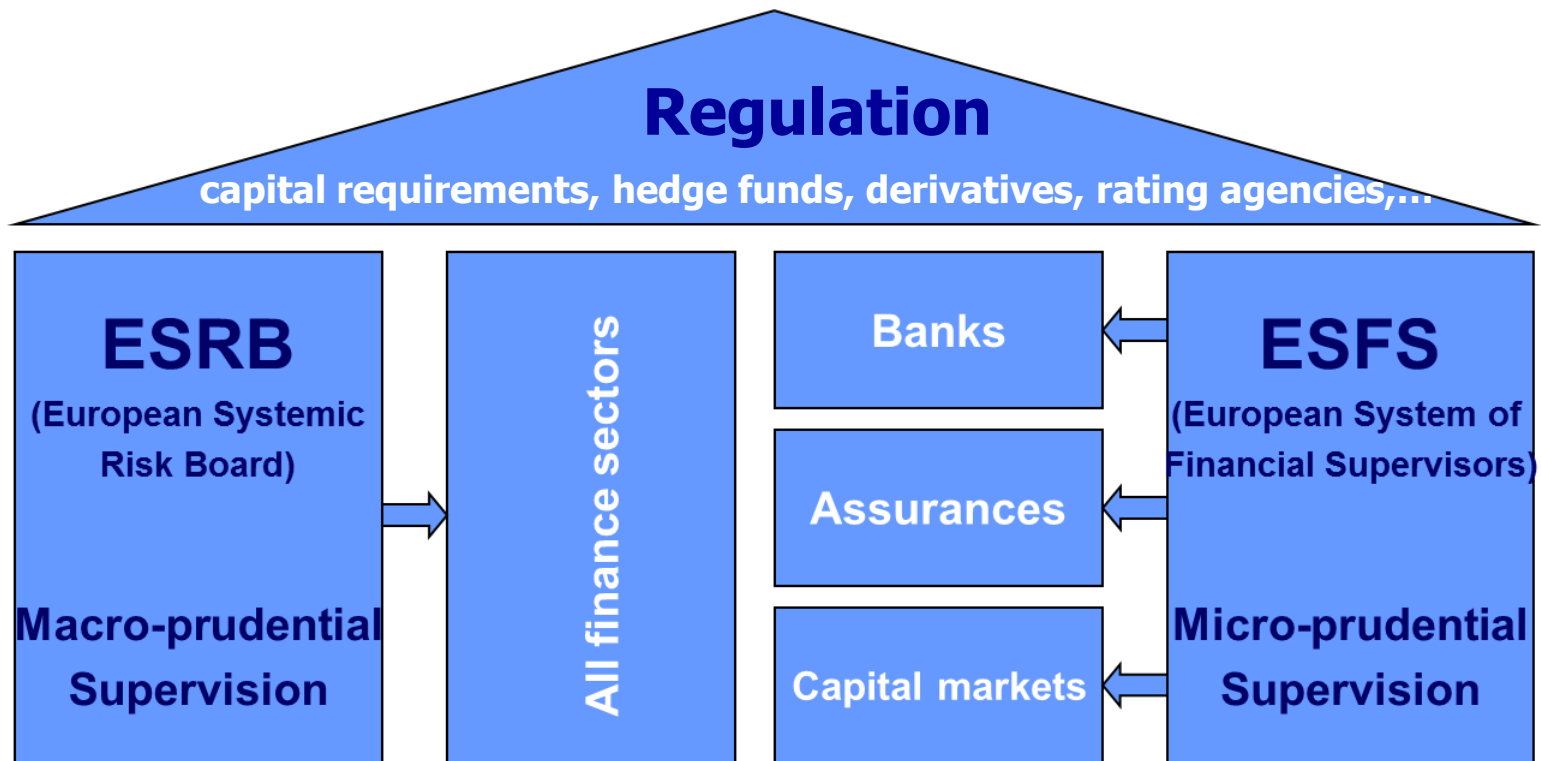 Regulation
capital requirements, hedge funds, derivatives, rating agencies,...
ESRB
(European Systemic
Risk Board)
Macro-prudential
Supervision
All finance sectors
Banks
Assurances
Capital markets
ESFS
(European System of
Financial Supervisors)
Micro-prudential
Supervision